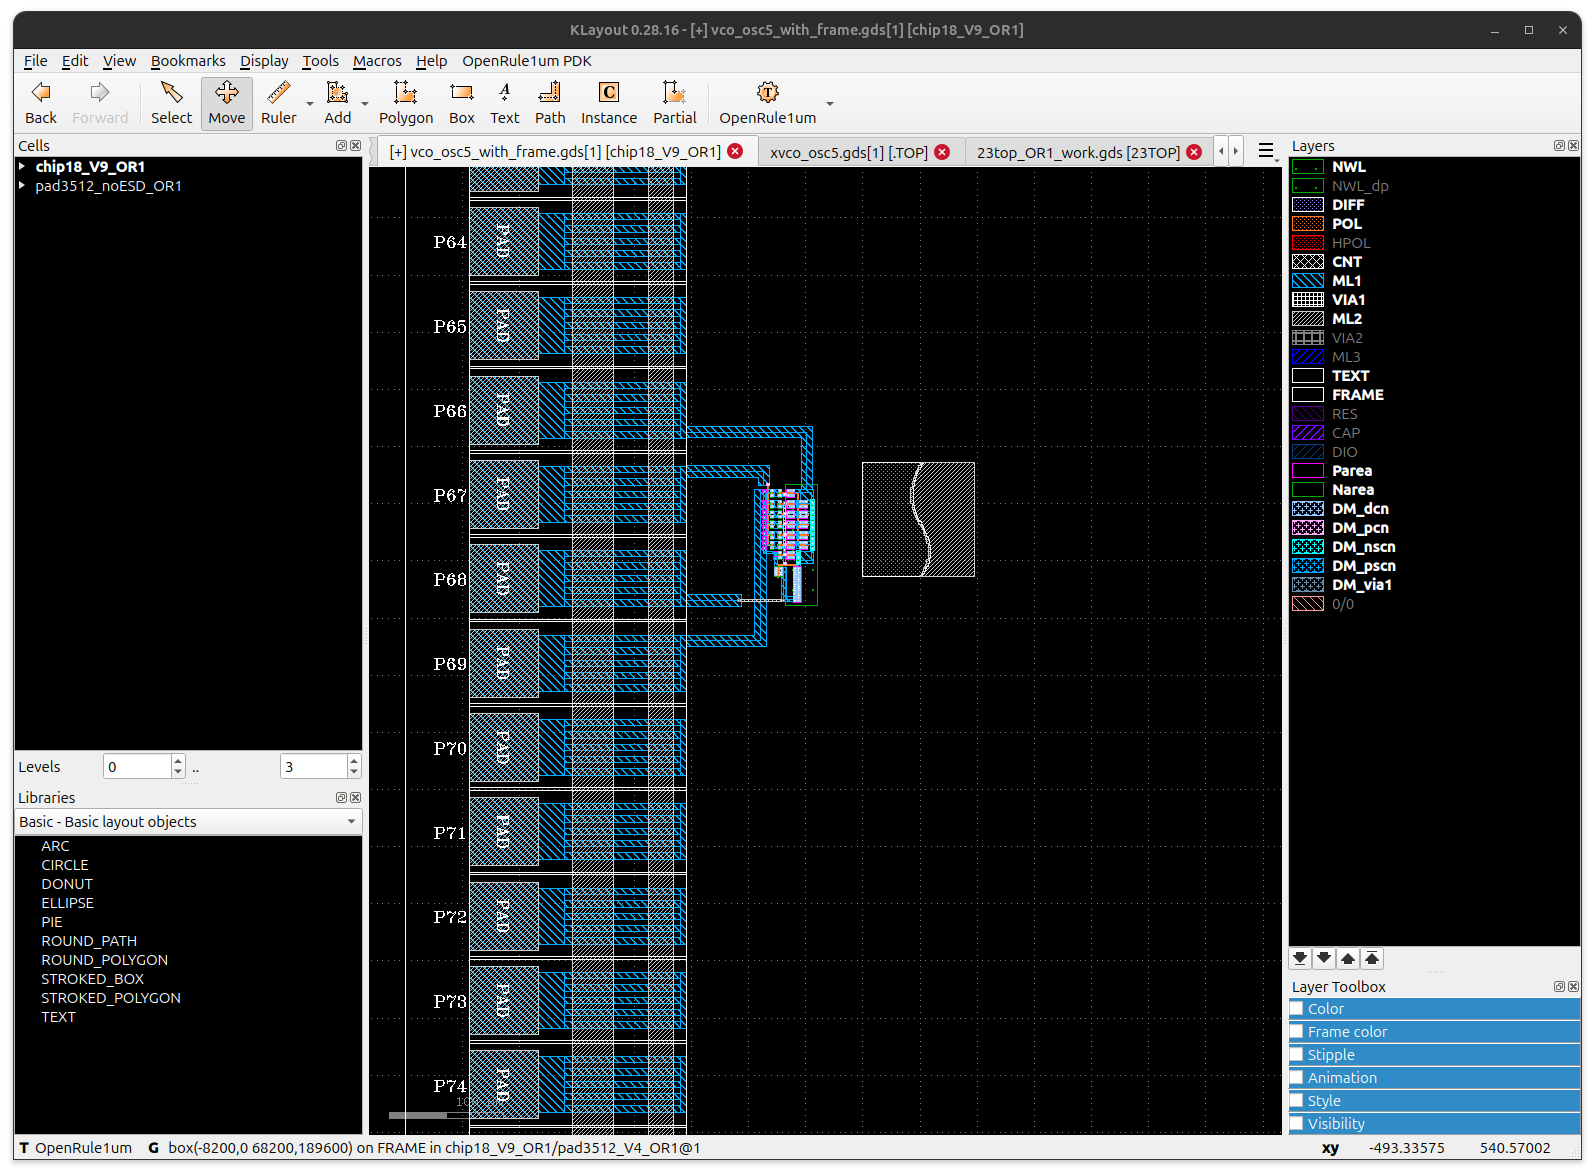 KLayout 0.28.16 - [+] vco_osc5_with_frame.gds[1] [chip18_V9_OR1]
File Edit View Bookmarks Display Tools Macros Help OpenRule1um PDK
Back Forward Select Move Ruler Add Polygon Box Text Path Instance Partial OpenRule1um
Cells
chip18_V9_OR1
pad3512_noESD_OR1
Levels 0 .. 3
Libraries
Basic - Basic layout objects
ARC
CIRCLE
DONUT
ELLIPSE
PIE
ROUND_PATH
ROUND_POLYGON
STROKED_BOX
STROKED_POLYGON
TEXT
[+] vco_osc5_with_frame.gds[1] [chip18_V9_OR1] xvco_osc5.gds[1] [.TOP] 23top_OR1_work.gds [23TOP]
P64 PAD
P65 PAD
P66 PAD
P67 PAD
P68 PAD
P69 PAD
P70 PAD
P71 PAD
P72 PAD
P73 PAD
P74 PAD
Layers
NWL
NWL_dp
DIFF
POL
HPOL
CNT
ML1
VIA1
ML2
VIA2
ML3
TEXT
FRAME
RES
CAP
DIO
Parea
Narea
DM_dcn
DM_pcn
DM_nscn
DM_pscn
DM_via1
0/0
Layer Toolbox
Color
Frame color
Stipple
Animation
Style
Visibility
T OpenRule1um G box(-8200,0 68200,189600) on FRAME in chip18_V9_OR1/pad3512_V4_OR1@1 xy -493.33575 540.57002